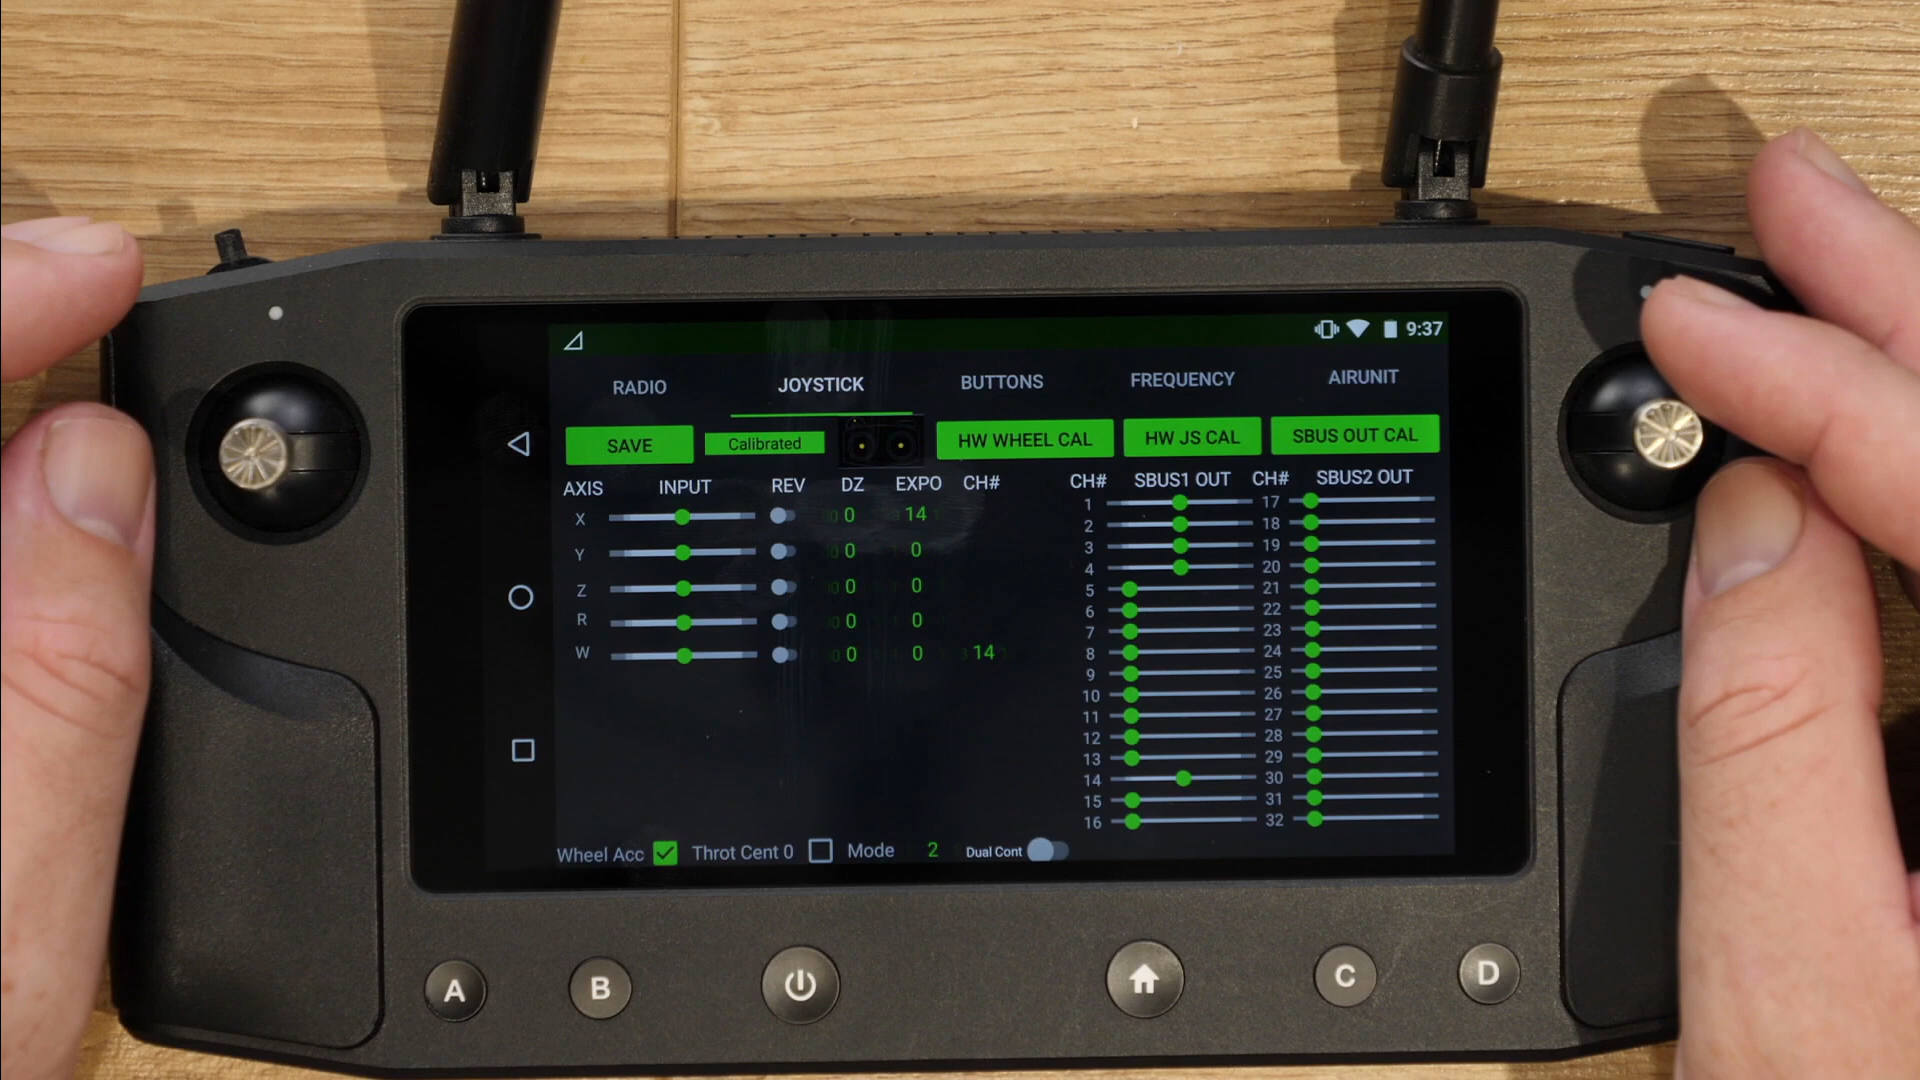 9:37
RADIO JOYSTICK BUTTONS FREQUENCY AIRUNIT
SAVE Calibrated HW WHEEL CAL HW JS CAL SBUS OUT CAL
AXIS INPUT REV DZ EXPO CH# CH# SBUS1 OUT CH# SBUS2 OUT
X 0 14 1 17
Y 0 0 2 18
Z 0 0 3 19
R 0 0 4 20
W 0 0 14 5 21
6 22
7 23
8 24
9 25
10 26
11 27
12 28
13 29
14 30
15 31
16 32
Wheel Acc Throt Cent 0 Mode 2 Dual Cont
A B C D